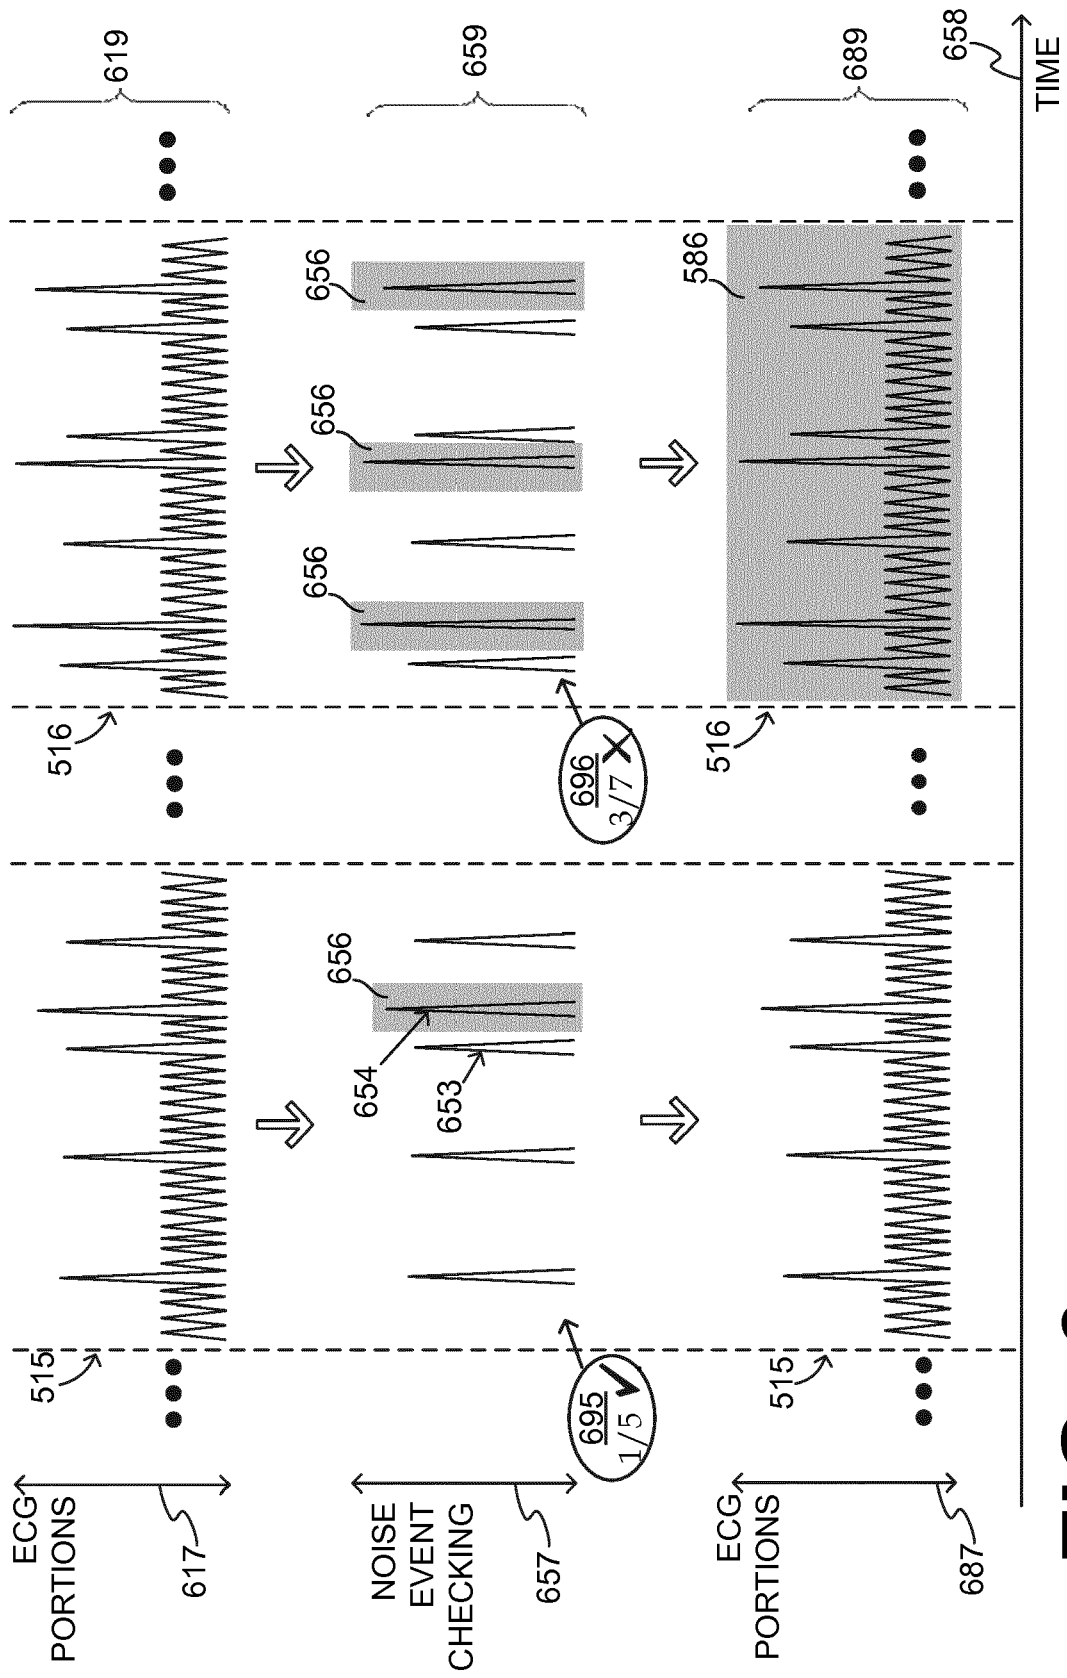 ECG
PORTIONS
617
515
516
619
NOISE
EVENT
CHECKING
657
695
1/5 ✓
654
653
656
696
3/7 X
656
656
656
659
ECG
PORTIONS
687
515
516
586
689
658
TIME